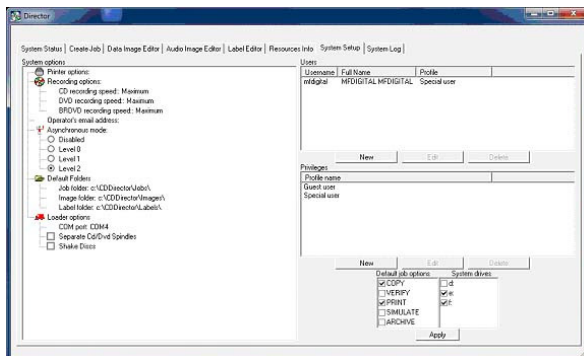 Director
System Status | Create Job | Data Image Editor | Audio Image Editor | Label Editor | Resources Info | System Setup | System Log
System options
Printer options:
Recording options:
CD recording speed:: Maximum
DVD recording speed:: Maximum
BRDVD recording speed:: Maximum
Operator's email address:
Asynchronous mode:
Disabled
Level 0
Level 1
Level 2
Default Folders
Job folder: c:\CDDirector\Jobs\
Image folder: c:\CDDirector\Images\
Label folder: c:\CDDirector\Labels\
Loader options
COM port: COM4
Separate Cd/Dvd Spindles
Shake Discs
Users
Username Full Name Profile
mfdigital MFDIGITAL MFDIGITAL Special user
New Edit Delete
Privileges
Profile name
Guest user
Special user
New Edit Delete
Default job options: System drives:
COPY d:
VERIFY e:
PRINT f:
SIMULATE
ARCHIVE
Apply